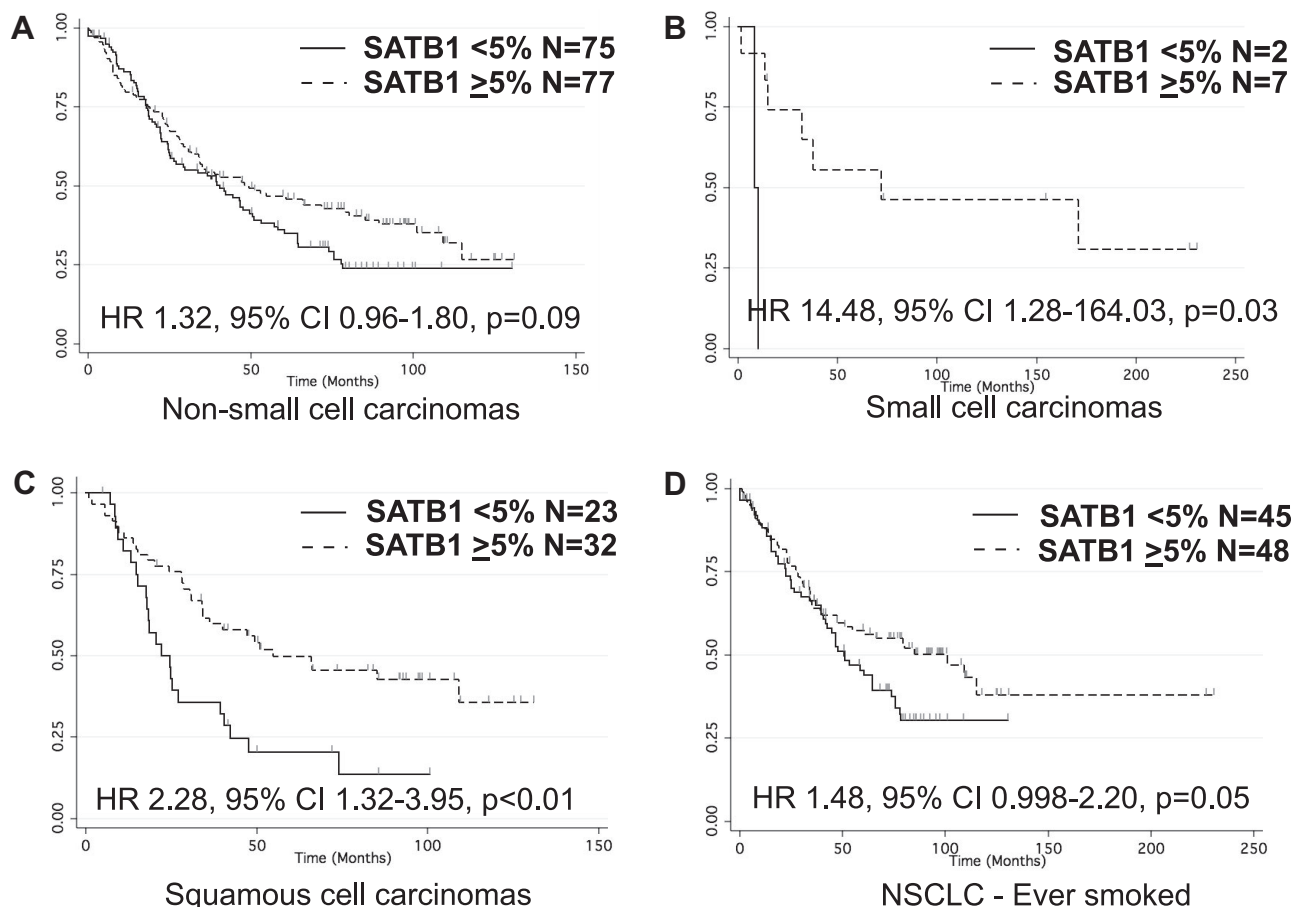 A
SATB1 <5% N=75
SATB1 ≥5% N=77
1.00
0.75
0.50
0.25
0.00
HR 1.32, 95% CI 0.96-1.80, p=0.09
0 50 100 150
Time (Months)
Non-small cell carcinomas
B
SATB1 <5% N=2
SATB1 ≥5% N=7
1.00
0.75
0.50
0.25
0.00
HR 14.48, 95% CI 1.28-164.03, p=0.03
0 50 100 150 200 250
Time (Months)
Small cell carcinomas
C
SATB1 <5% N=23
SATB1 ≥5% N=32
1.00
0.75
0.50
0.25
0.00
HR 2.28, 95% CI 1.32-3.95, p<0.01
0 50 100 150
Time (Months)
Squamous cell carcinomas
D
SATB1 <5% N=45
SATB1 ≥5% N=48
1.00
0.75
0.50
0.25
0.00
HR 1.48, 95% CI 0.998-2.20, p=0.05
0 50 100 150 200 250
Time (Months)
NSCLC - Ever smoked